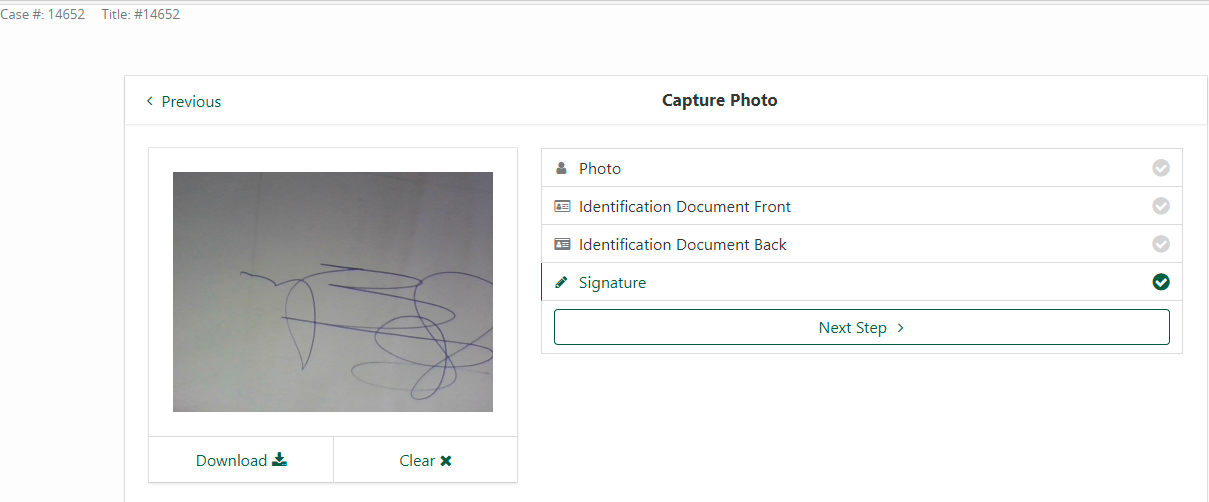 Case #: 14652 Title: #14652
Previous
Capture Photo
Photo
Identification Document Front
Identification Document Back
Signature
Next Step
Download
Clear